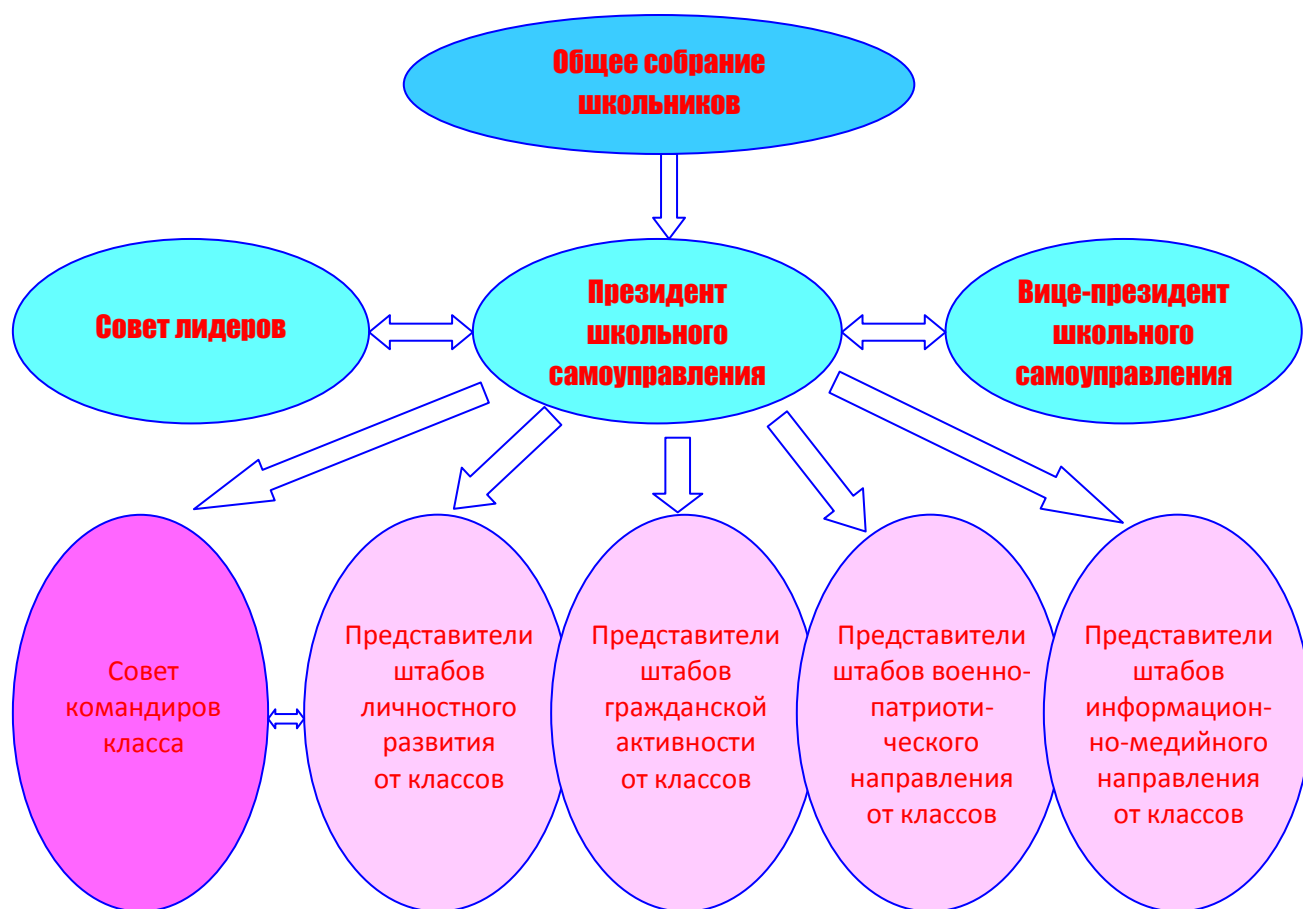 Общее собрание
школьников
Совет лидеров
Президент
школьного
самоуправления
Вице-президент
школьного
самоуправления
Совет
командиров
класса
Представители
штабов
личностного
развития
от классов
Представители
штабов
гражданской
активности
от классов
Представители
штабов военно-
патриоти-
ческого
направления
от классов
Представители
штабов
информацион-
но-медийного
направления
от классов